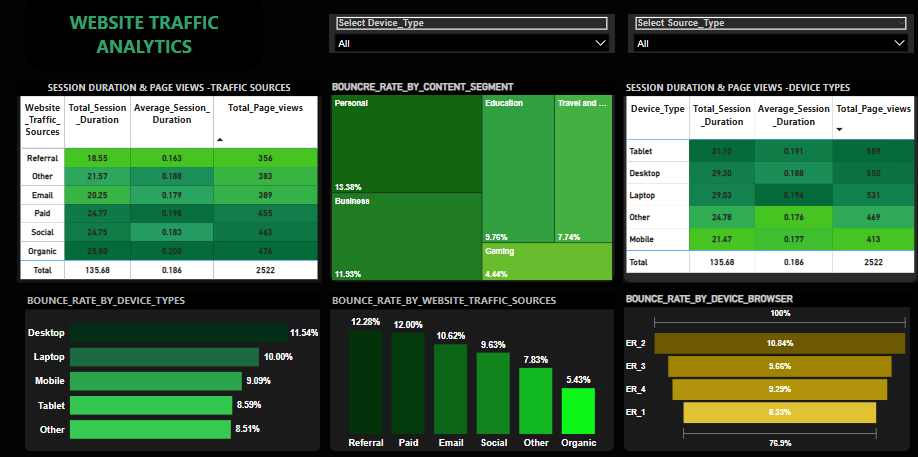 WEBSITE TRAFFIC
ANALYTICS
Select Device_Type
All
Select Source_Type
All
SESSION DURATION & PAGE VIEWS -TRAFFIC SOURCES
Website _Traffic_ Sources Total_Session _Duration Average_Session_ Duration Total_Page_views
Referral 18.55 0.163 356
Other 21.57 0.188 383
Email 20.25 0.179 389
Paid 24.77 0.198 455
Social 24.75 0.183 463
Organic 25.80 0.200 476
Total 135.68 0.186 2522
BOUNCRE_RATE_BY_CONTENT_SEGMENT
Personal
13.38%
Business
11.93%
Education
9.76%
Travel and ...
7.74%
Gaming
4.44%
SESSION DURATION & PAGE VIEWS -DEVICE TYPES
Device_Type Total_Session _Duration Average_Session _Duration Total_Page_views
Tablet 31.10 0.191 559
Desktop 29.30 0.188 550
Laptop 29.03 0.194 531
Other 24.78 0.176 469
Mobile 21.47 0.177 413
Total 135.68 0.186 2522
BOUNCE_RATE_BY_DEVICE_TYPES
Desktop 11.54%
Laptop 10.00%
Mobile 9.09%
Tablet 8.59%
Other 8.51%
BOUNCE_RATE_BY_WEBSITE_TRAFFIC_SOURCES
12.28% 12.00% 10.62% 9.63% 7.83% 5.43%
Referral Paid Email Social Other Organic
BOUNCE_RATE_BY_DEVICE_BROWSER
100%
ER_2 10.84%
ER_3 9.66%
ER_4 9.29%
ER_1 8.33%
76.9%